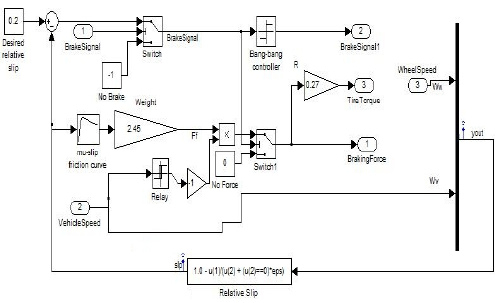 0.2
Desired
relative
slip
1
BrakeSignal
-1
No Brake
Switch
BrakeSignal
Bang-bang
controller
2
BrakeSignal1
R
0.27
3
TireTorque
WheelSpeed
3
Ww
mu-slip
friction curve
Weight
2.45
Ff
K
0
No Force
Switch1
1
BrakingForce
yout
Relay
-1
2
VehicleSpeed
Wv
slp
1.0 - u(1)/(u(2) + (u(2)==0)*eps)
Relative Slip